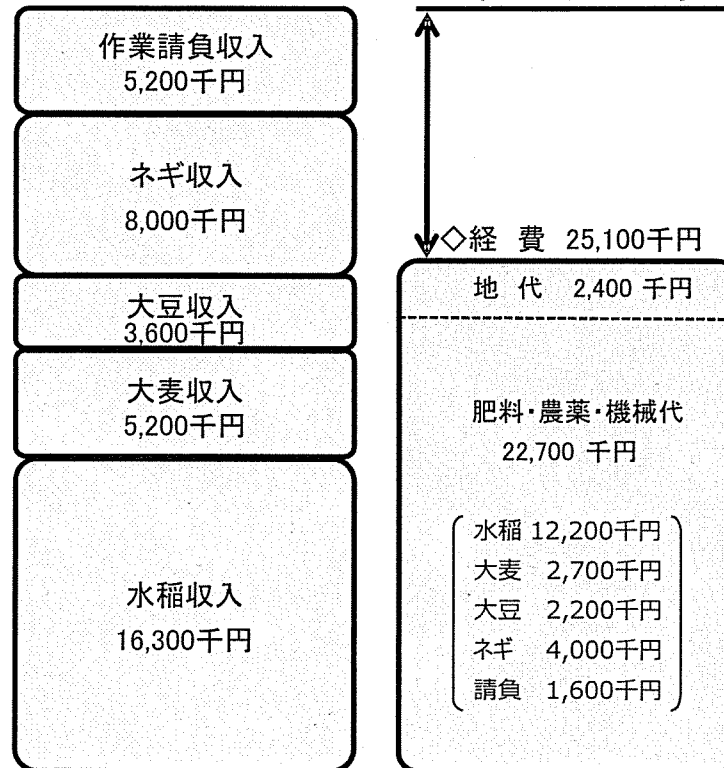 作業請負収入
5,200千円
ネギ収入
8,000千円
大豆収入
3,600千円
大麦収入
5,200千円
水稲収入
16,300千円
◇経 費 25,100千円
地 代 2,400 千円
肥料・農薬・機械代
22,700 千円
水稲 12,200千円
大麦 2,700千円
大豆 2,200千円
ネギ 4,000千円
請負 1,600千円